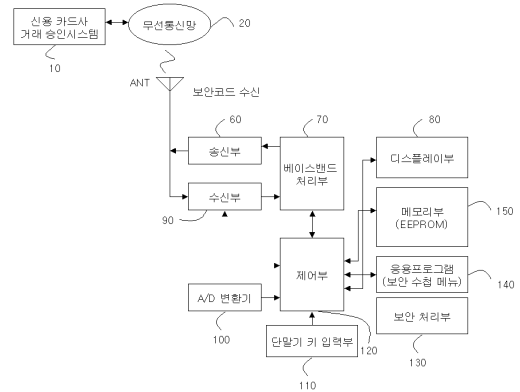 신용 카드사
거래 승인시스템
10
무선통신망
20
ANT
보안코드 수신
60
송신부
70
베이스밴드
처리부
80
디스플레이부
수신부
90
메모리부
(EEPROM)
150
제어부
응용프로그램
(보안 수첩 메뉴)
140
A/D 변환기
100
120
보안 처리부
130
단말기 키 입력부
110